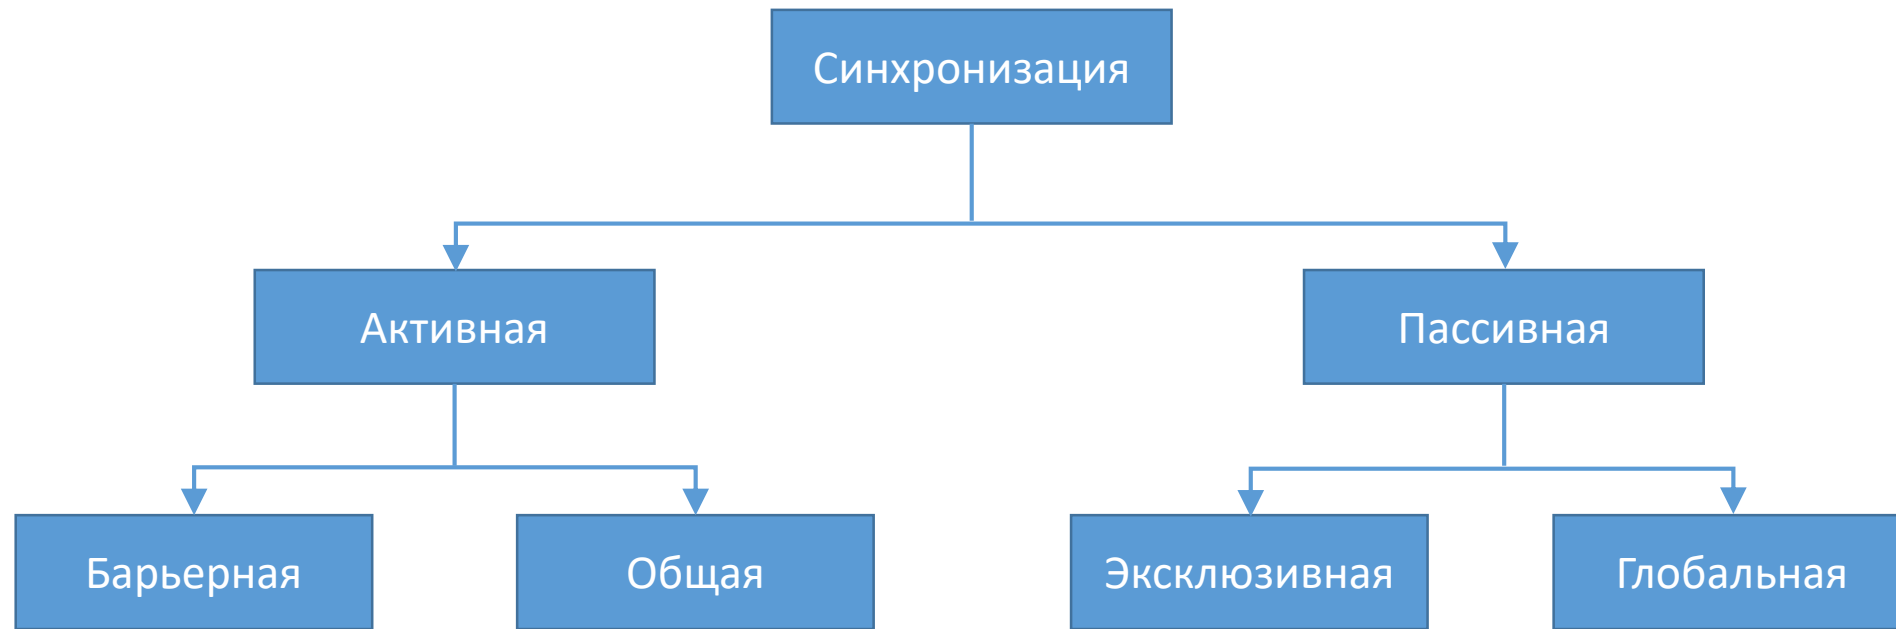 Синхронизация
Активная
Пассивная
Барьерная
Общая
Эксклюзивная
Глобальная